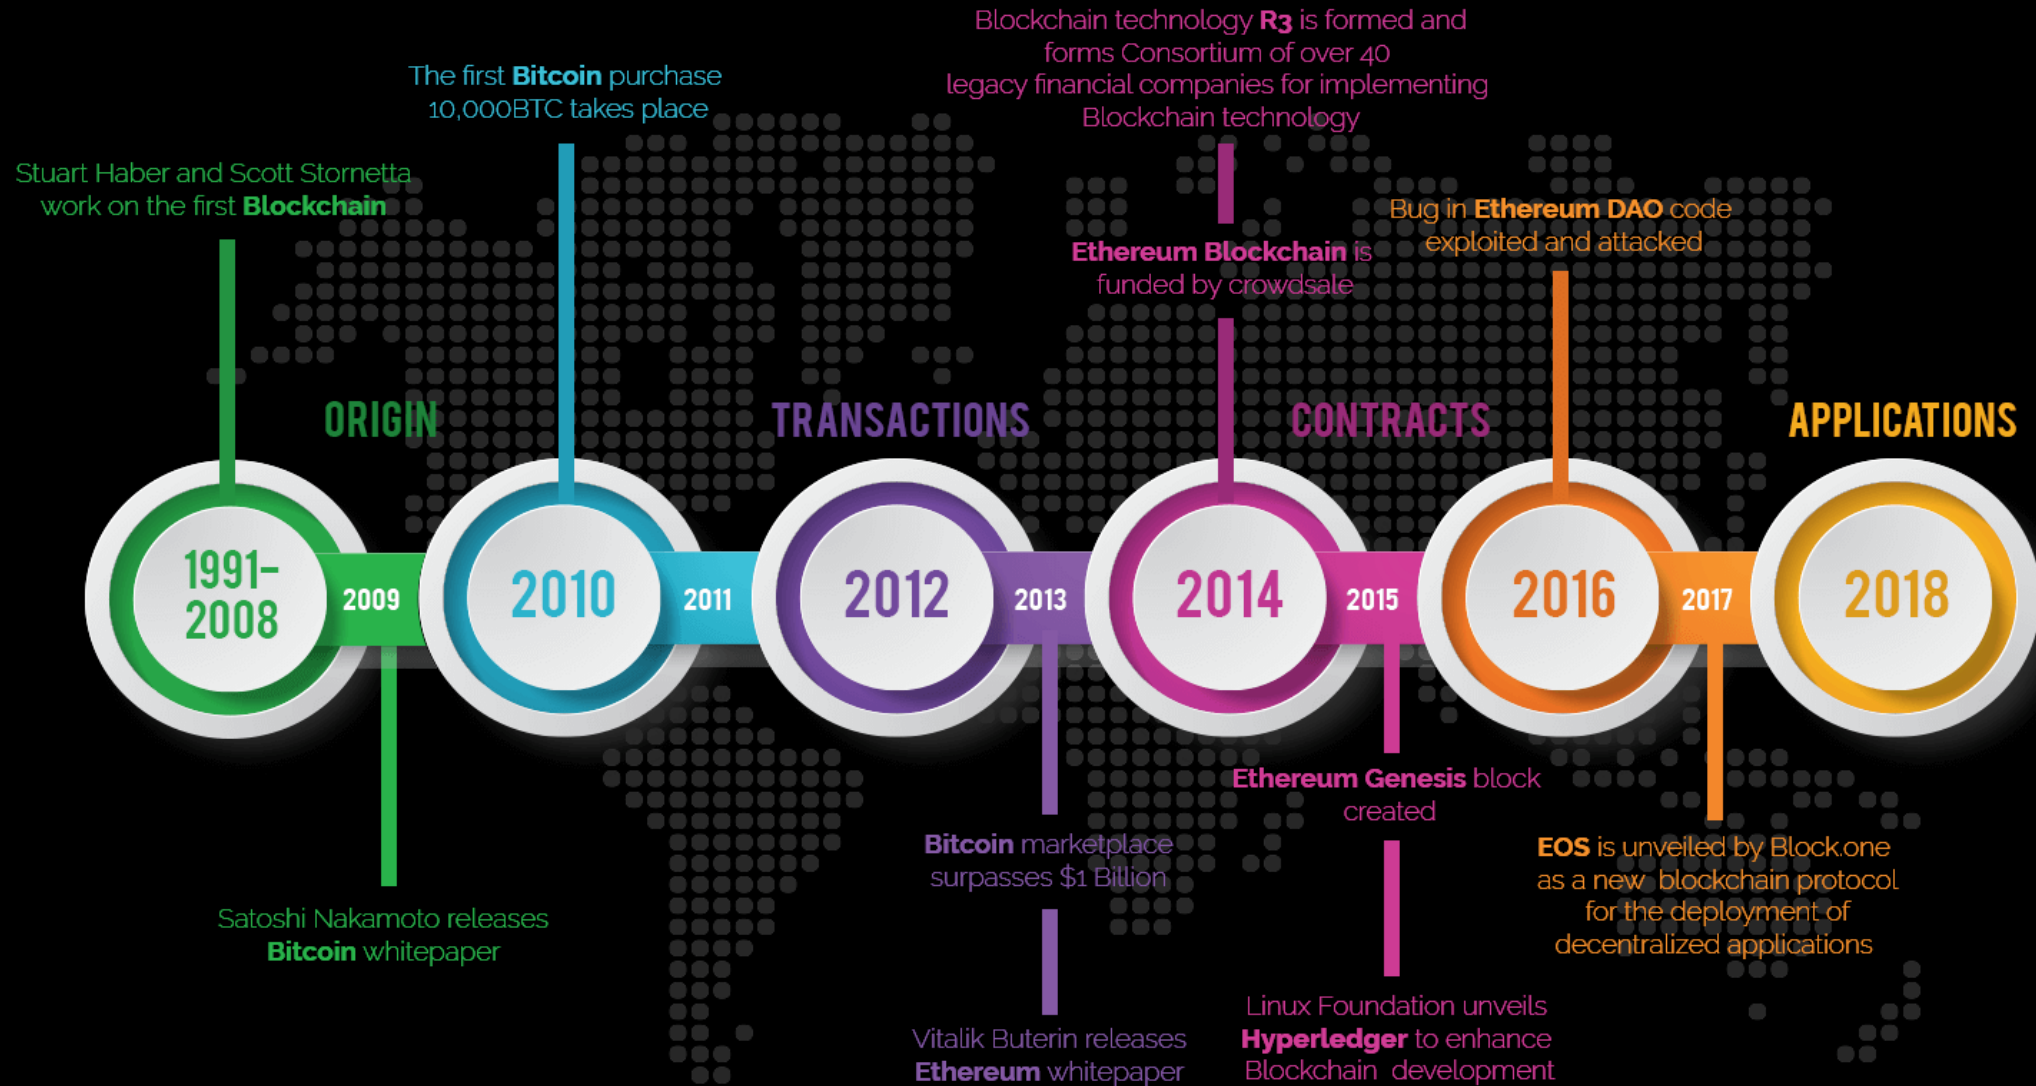 Blockchain technology R3 is formed and
forms Consortium of over 40
legacy financial companies for implementing
Blockchain technology
The first Bitcoin purchase
10,000BTC takes place
Stuart Haber and Scott Stornetta
work on the first Blockchain
Bug in Ethereum DAO code
exploited and attacked
Ethereum Blockchain is
funded by crowdsale
ORIGIN
TRANSACTIONS
CONTRACTS
APPLICATIONS
1991-
2008
2009
2010
2011
2012
2013
2014
2015
2016
2017
2018
Ethereum Genesis block
created
Bitcoin marketplace
surpasses $1 Billion
EOS is unveiled by Block.one
as a new blockchain protocol
for the deployment of
decentralized applications
Satoshi Nakamoto releases
Bitcoin whitepaper
Vitalik Buterin releases
Ethereum whitepaper
Linux Foundation unveils
Hyperledger to enhance
Blockchain development